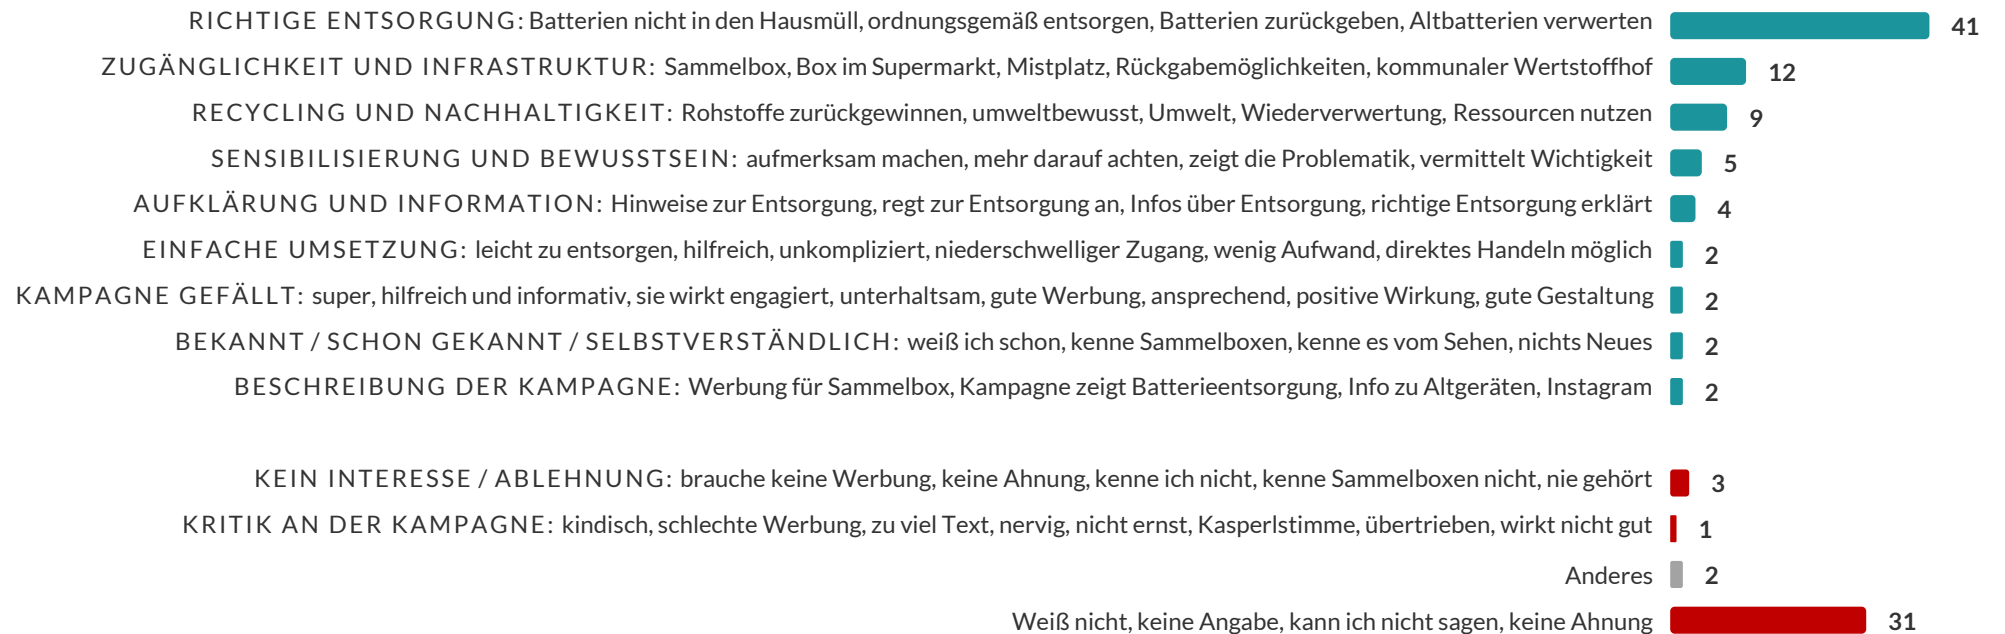 RICHTIGE ENTSORGUNG: Batterien nicht in den Hausmüll, ordnungsgemäß entsorgen, Batterien zurückgeben, Altbatterien verwerten 41
ZUGÄNGLICHKEIT UND INFRASTRUKTUR: Sammelbox, Box im Supermarkt, Mistplatz, Rückgabemöglichkeiten, kommunaler Wertstoffhof 12
RECYCLING UND NACHHALTIGKEIT: Rohstoffe zurückgewinnen, umweltbewusst, Umwelt, Wiederverwertung, Ressourcen nutzen 9
SENSIBILISIERUNG UND BEWUSSTSEIN: aufmerksam machen, mehr darauf achten, zeigt die Problematik, vermittelt Wichtigkeit 5
AUFKLÄRUNG UND INFORMATION: Hinweise zur Entsorgung, regt zur Entsorgung an, Infos über Entsorgung, richtige Entsorgung erklärt 4
EINFACHE UMSETZUNG: leicht zu entsorgen, hilfreich, unkompliziert, niederschwelliger Zugang, wenig Aufwand, direktes Handeln möglich 2
KAMPAGNE GEFÄLLT: super, hilfreich und informativ, sie wirkt engagiert, unterhaltsam, gute Werbung, ansprechend, positive Wirkung, gute Gestaltung 2
BEKANNT / SCHON GEKANNT / SELBSTVERSTÄNDLICH: weiß ich schon, kenne Sammelboxen, kenne es vom Sehen, nichts Neues 2
BESCHREIBUNG DER KAMPAGNE: Werbung für Sammelbox, Kampagne zeigt Batterieentsorgung, Info zu Altgeräten, Instagram 2
KEIN INTERESSE / ABLEHNUNG: brauche keine Werbung, keine Ahnung, kenne ich nicht, kenne Sammelboxen nicht, nie gehört 3
KRITIK AN DER KAMPAGNE: kindisch, schlechte Werbung, zu viel Text, nervig, nicht ernst, Kasperlstimme, übertrieben, wirkt nicht gut 1
Anderes 2
Weiß nicht, keine Angabe, kann ich nicht sagen, keine Ahnung 31